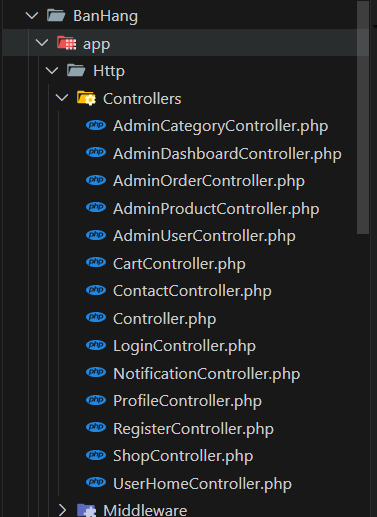 BanHang
app
Http
Controllers
php AdminCategoryController.php
php AdminDashboardController.php
php AdminOrderController.php
php AdminProductController.php
php AdminUserController.php
php CartController.php
php ContactController.php
php Controller.php
php LoginController.php
php NotificationController.php
php ProfileController.php
php RegisterController.php
php ShopController.php
php UserHomeController.php
Middleware